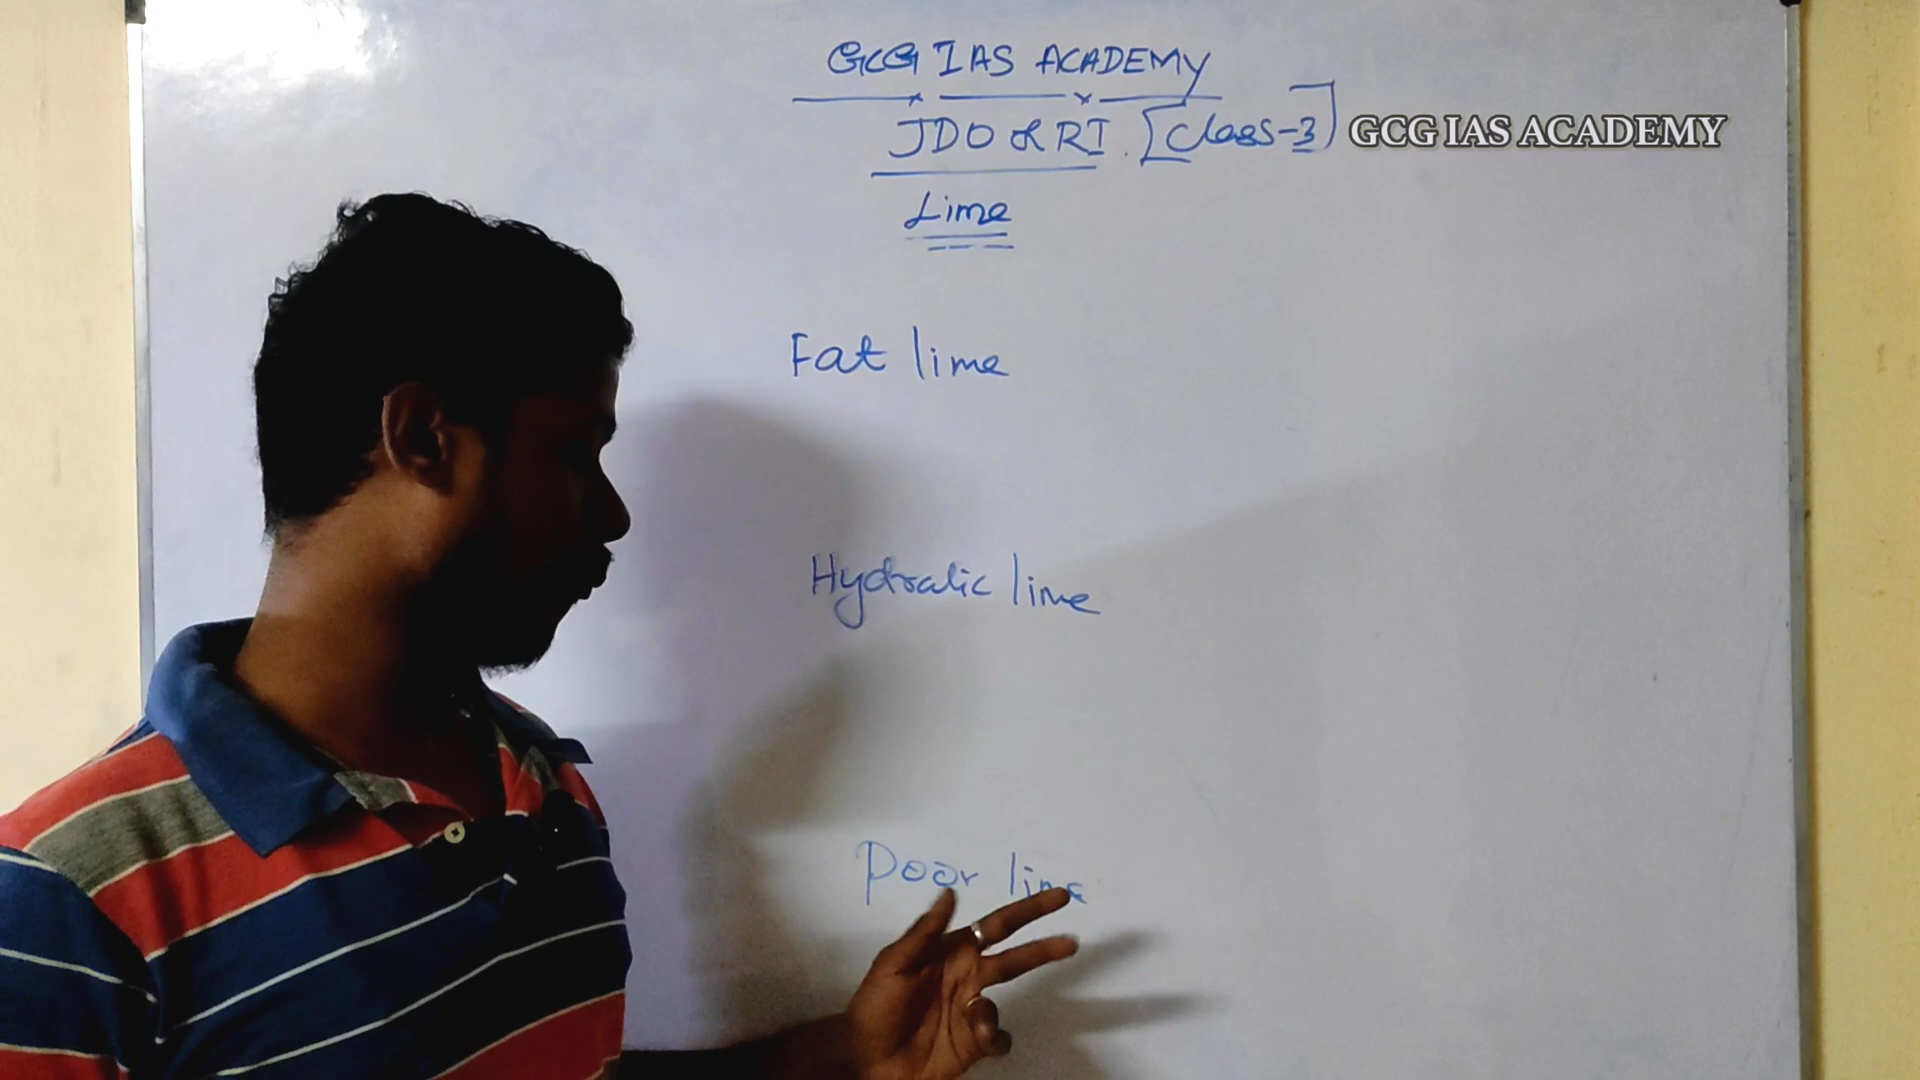 GCG IAS ACADEMY
JDO & RI. [Class-3]
GCG IAS ACADEMY
Lime
Fat lime
Hydralic lime
Poor lime